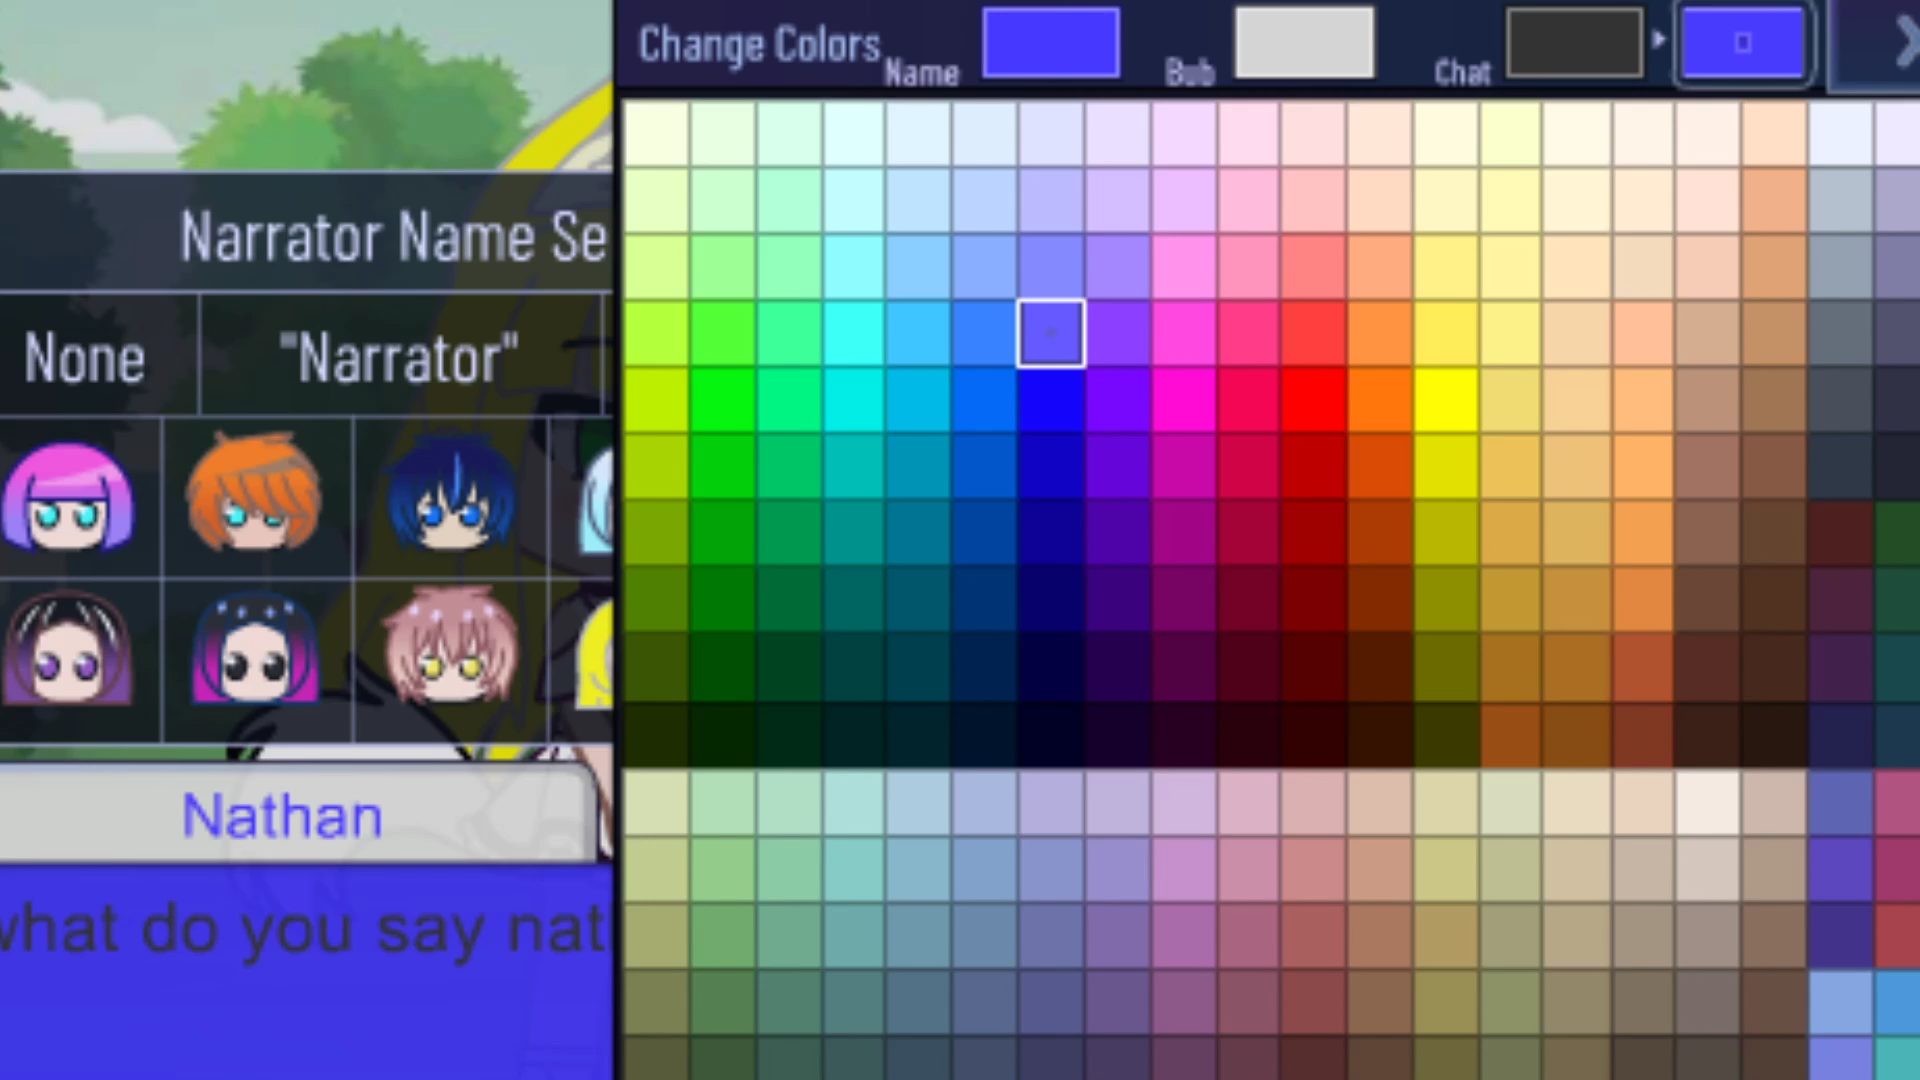 Change Colors
Name
Bub
Chat
Narrator Name Se
None
"Narrator"
Nathan
what do you say nat